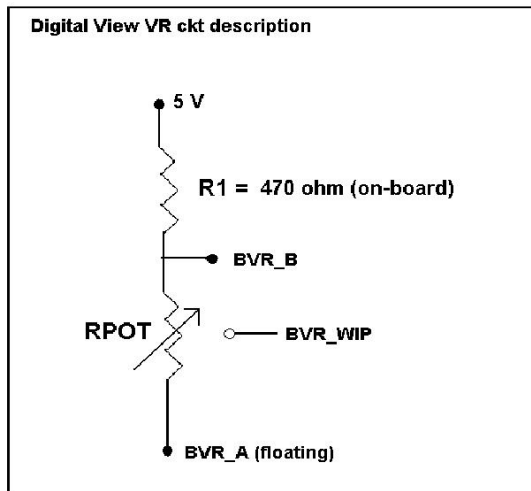 Digital View VR ckt description
5 V
R1 = 470 ohm (on-board)
BVR_B
RPOT
BVR_WIP
BVR_A (floating)